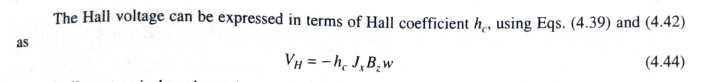 The Hall voltage can be expressed in terms of Hall coefficient h_c, using Eqs. (4.39) and (4.42)
as
V_H = − h_c J_x B_z w (4.44)